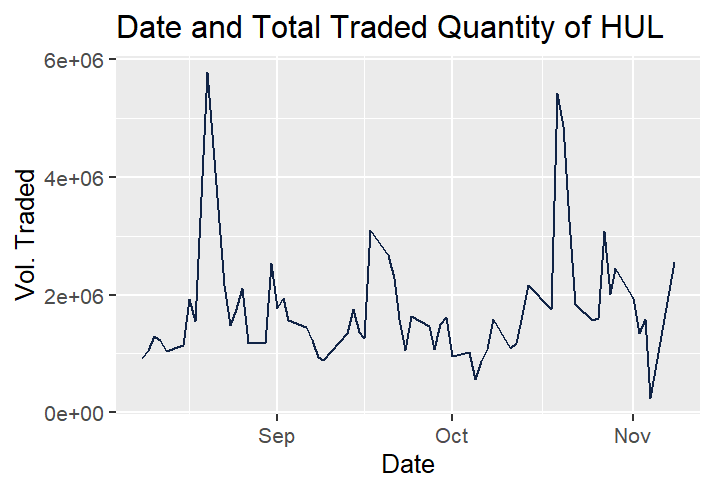 Date and Total Traded Quantity of HUL
Vol. Traded
6e+06
4e+06
2e+06
0e+00
Sep Oct Nov
Date